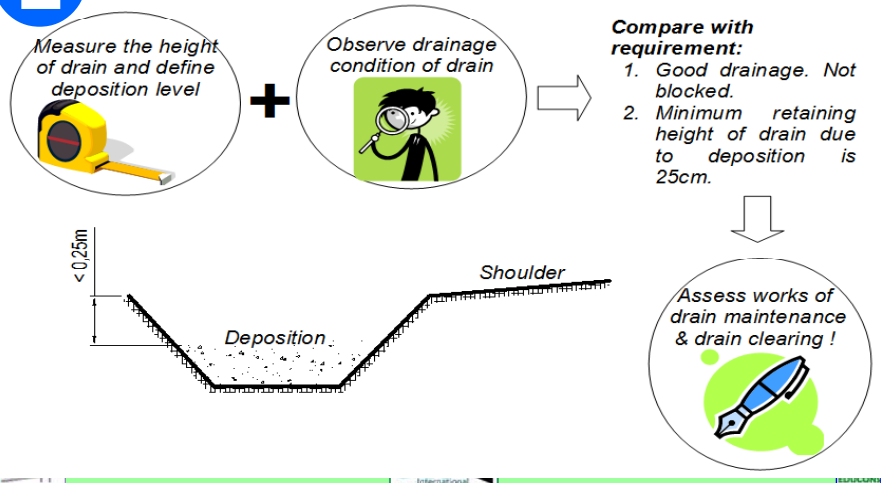 Measure the height
of drain and define
deposition level
+
Observe drainage
condition of drain
Compare with
requirement:
1. Good drainage. Not
blocked.
2. Minimum retaining
height of drain due
to deposition is
25cm.
< 0,25m
Shoulder
Deposition
Assess works of
drain maintenance
& drain clearing !
International